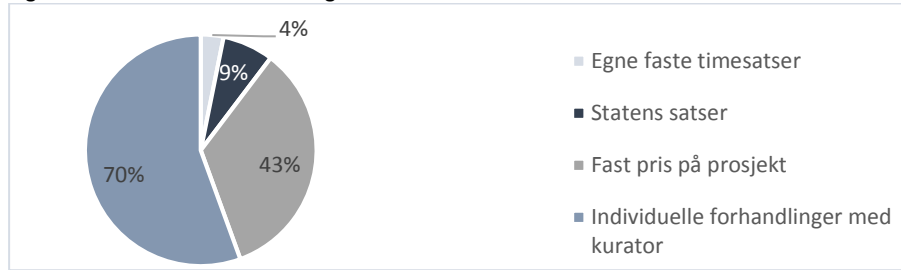 4%
9%
43%
70%
Egne faste timesatser
Statens satser
Fast pris på prosjekt
Individuelle forhandlinger med
kurator